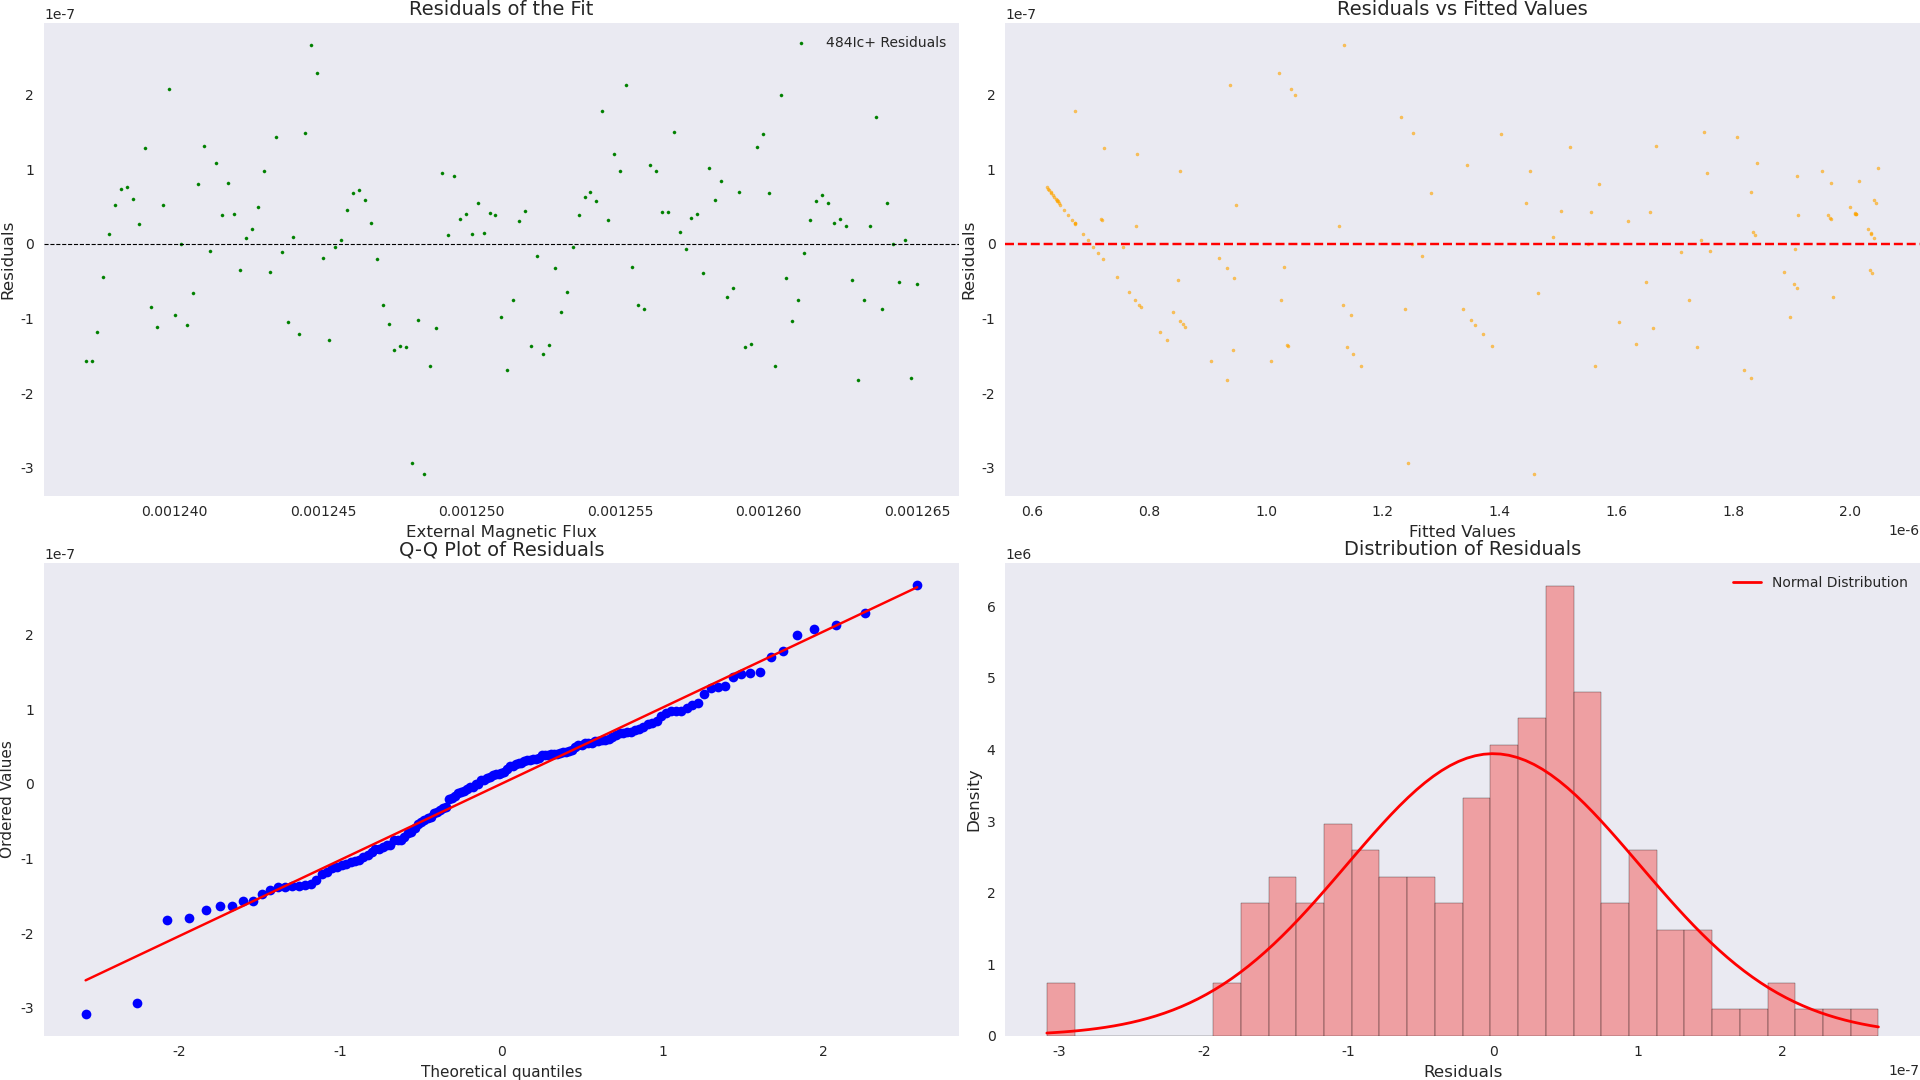 Residuals of the Fit
1e-7
484Ic+ Residuals
Residuals
2
1
0
-1
-2
-3
0.001240 0.001245 0.001250 0.001255 0.001260 0.001265
External Magnetic Flux
Residuals vs Fitted Values
1e-7
Residuals
2
1
0
-1
-2
-3
0.6 0.8 1.0 1.2 1.4 1.6 1.8 2.0
Fitted Values
1e-6
Q-Q Plot of Residuals
1e-7
Ordered Values
2
1
0
-1
-2
-3
-2 -1 0 1 2
Theoretical quantiles
Distribution of Residuals
1e6
Normal Distribution
Density
6
5
4
3
2
1
0
-3 -2 -1 0 1 2
Residuals
1e-7